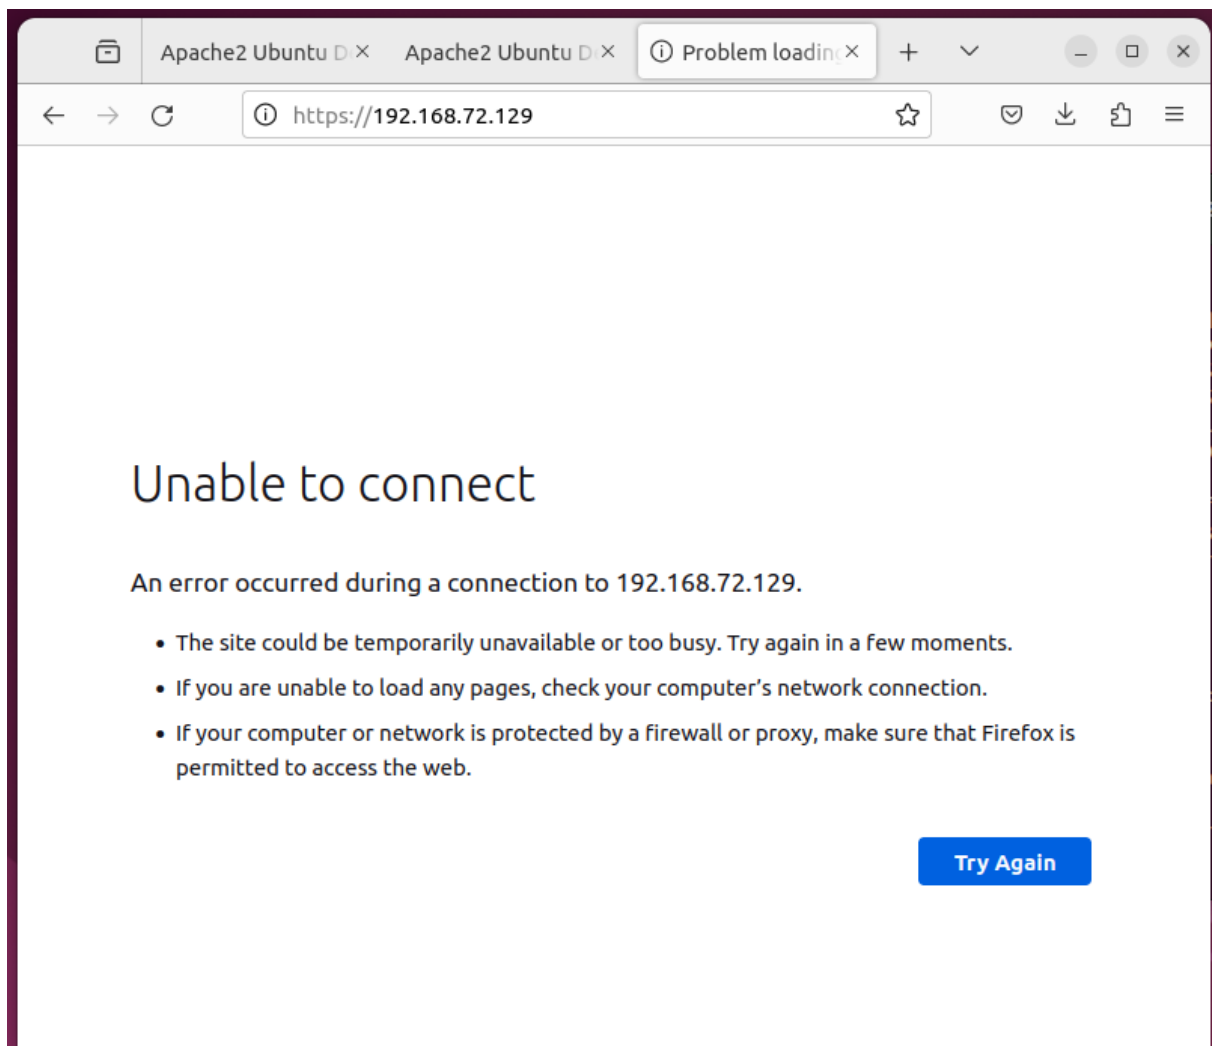 Apache2 Ubuntu D
Apache2 Ubuntu D
Problem loading
https://192.168.72.129
Unable to connect
An error occurred during a connection to 192.168.72.129.
• The site could be temporarily unavailable or too busy. Try again in a few moments.
• If you are unable to load any pages, check your computer’s network connection.
• If your computer or network is protected by a firewall or proxy, make sure that Firefox is
permitted to access the web.
Try Again